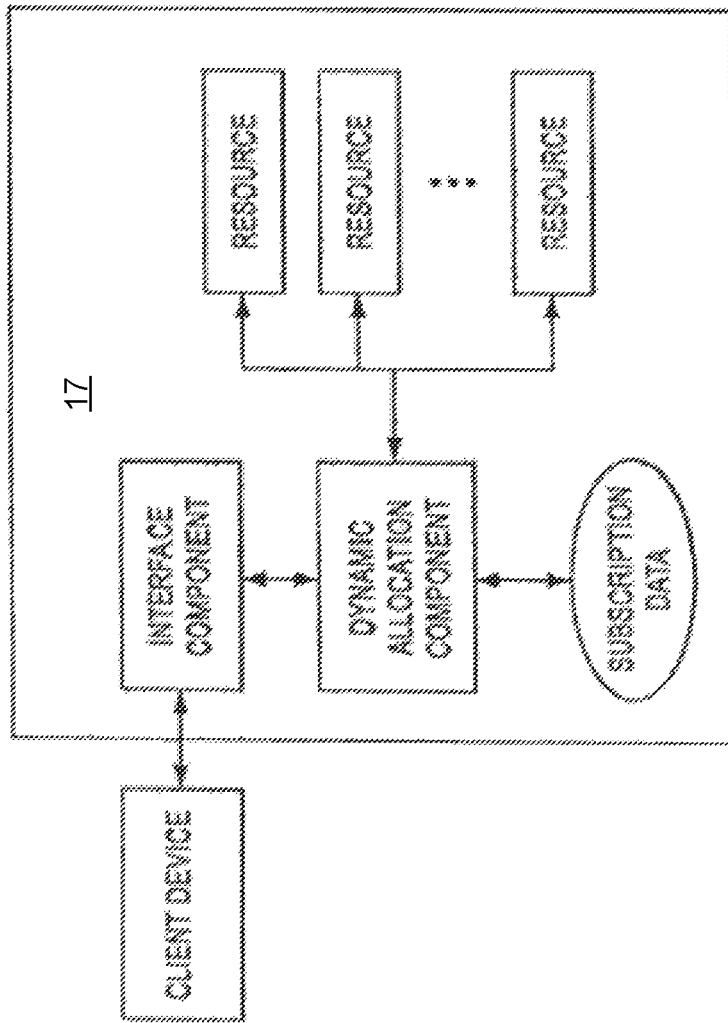 17
CLIENT DEVICE
INTERFACE
COMPONENT
DYNAMIC
ALLOCATION
COMPONENT
SUBSCRIPTION
DATA
RESOURCE
RESOURCE
...
RESOURCE